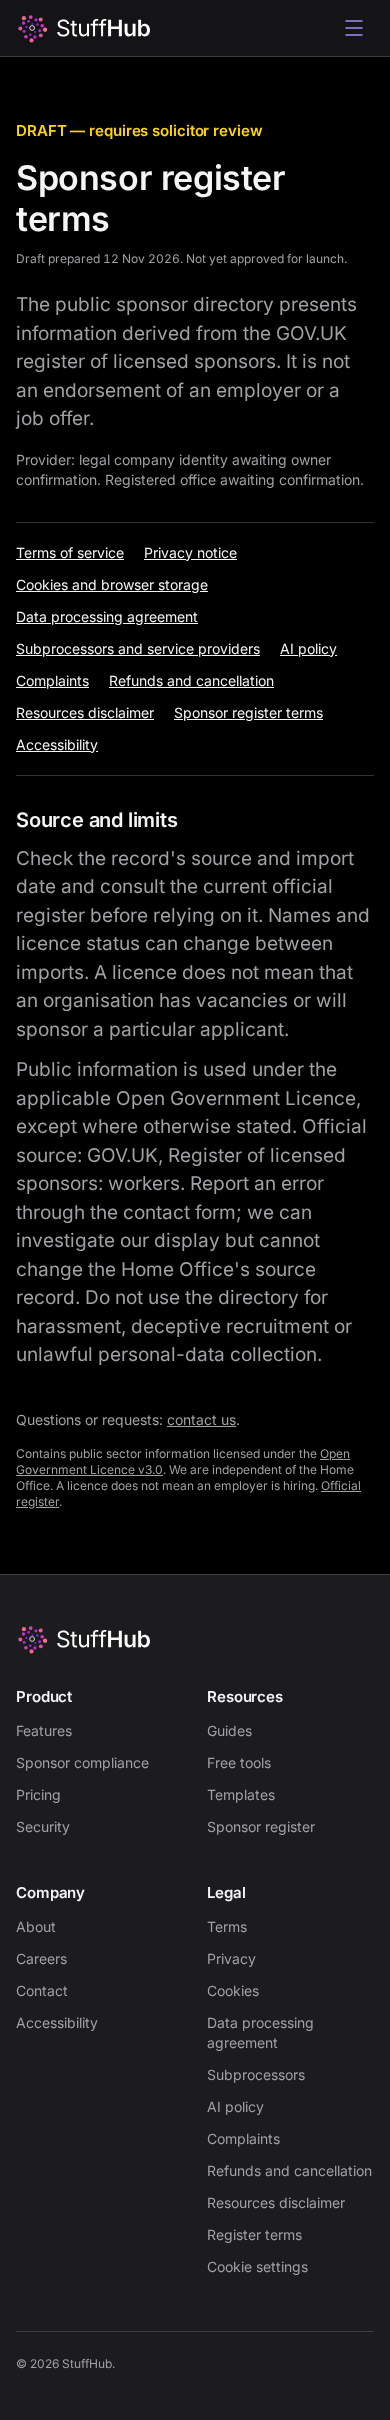 StuffHub
DRAFT — requires solicitor review
Sponsor register
terms
Draft prepared 12 Nov 2026. Not yet approved for launch.
The public sponsor directory presents
information derived from the GOV.UK
register of licensed sponsors. It is not
an endorsement of an employer or a
job offer.
Provider: legal company identity awaiting owner
confirmation. Registered office awaiting confirmation.
Terms of service Privacy notice
Cookies and browser storage
Data processing agreement
Subprocessors and service providers AI policy
Complaints Refunds and cancellation
Resources disclaimer Sponsor register terms
Accessibility
Source and limits
Check the record's source and import
date and consult the current official
register before relying on it. Names and
licence status can change between
imports. A licence does not mean that
an organisation has vacancies or will
sponsor a particular applicant.
Public information is used under the
applicable Open Government Licence,
except where otherwise stated. Official
source: GOV.UK, Register of licensed
sponsors: workers. Report an error
through the contact form; we can
investigate our display but cannot
change the Home Office's source
record. Do not use the directory for
harassment, deceptive recruitment or
unlawful personal-data collection.
Questions or requests: contact us.
Contains public sector information licensed under the Open
Government Licence v3.0. We are independent of the Home
Office. A licence does not mean an employer is hiring. Official
register.
StuffHub
Product
Features
Sponsor compliance
Pricing
Security
Resources
Guides
Free tools
Templates
Sponsor register
Company
About
Careers
Contact
Accessibility
Legal
Terms
Privacy
Cookies
Data processing
agreement
Subprocessors
AI policy
Complaints
Refunds and cancellation
Resources disclaimer
Register terms
Cookie settings
© 2026 StuffHub.